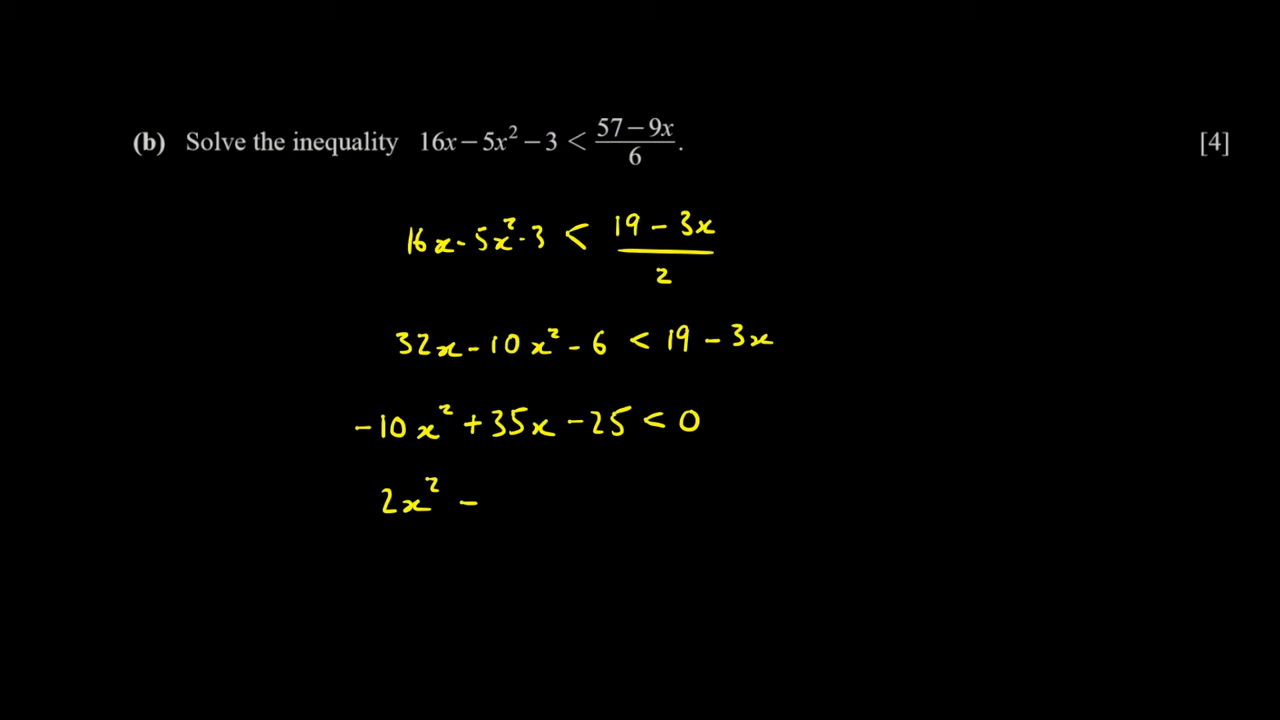 (b) Solve the inequality 16x − 5x² − 3 < (57 − 9x)/6. [4]
16x - 5x² - 3 < (19 - 3x)/2
32x - 10x² - 6 < 19 - 3x
-10x² + 35x - 25 < 0
2x² -